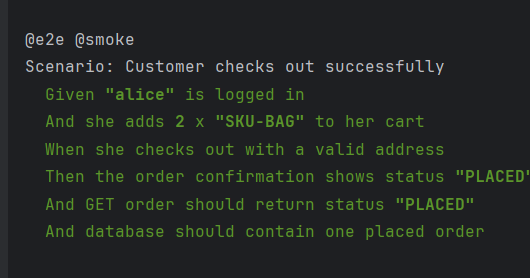 @e2e @smoke
Scenario: Customer checks out successfully
Given "alice" is logged in
And she adds 2 x "SKU-BAG" to her cart
When she checks out with a valid address
Then the order confirmation shows status "PLACED"
And GET order should return status "PLACED"
And database should contain one placed order